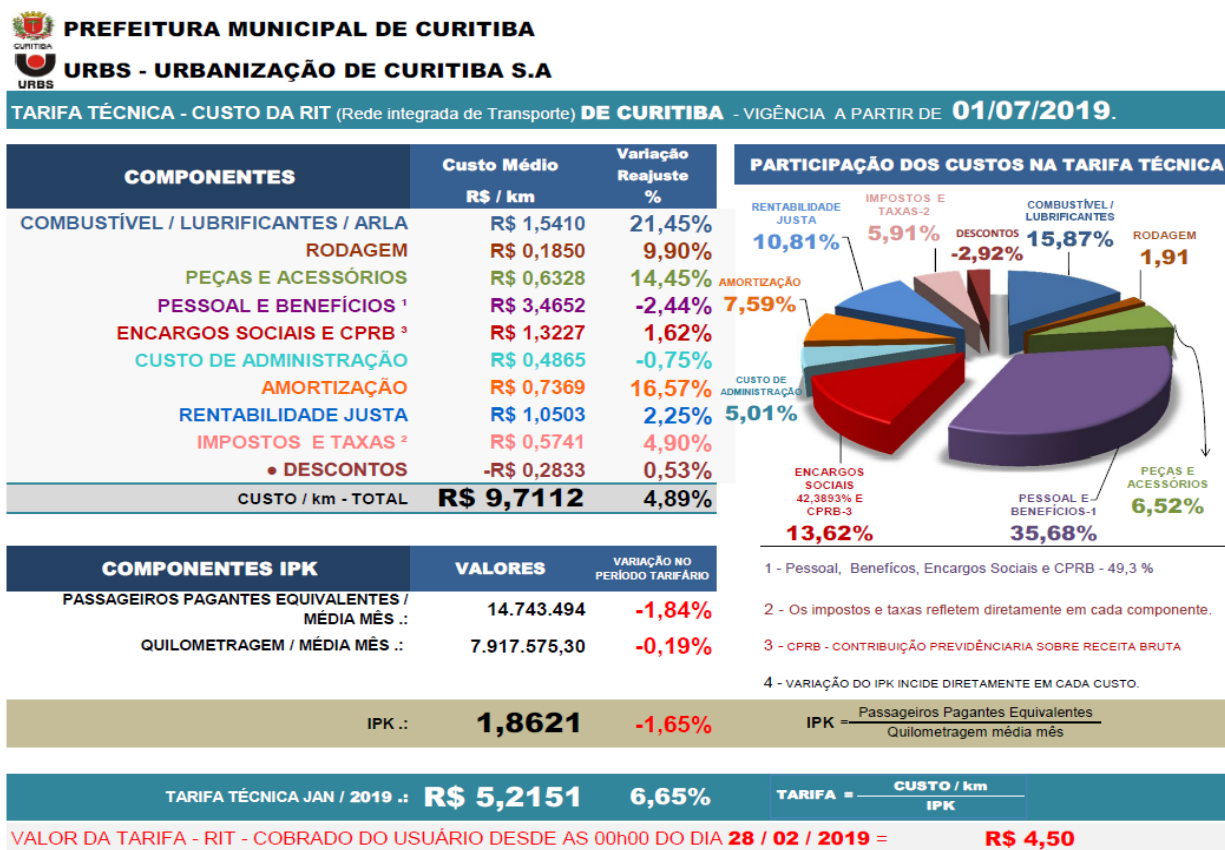 PREFEITURA MUNICIPAL DE CURITIBA
CURITIBA
URBS - URBANIZAÇÃO DE CURITIBA S.A
URBS
TARIFA TÉCNICA - CUSTO DA RIT (Rede integrada de Transporte) DE CURITIBA - VIGÊNCIA A PARTIR DE 01/07/2019.
COMPONENTES Custo Médio R$ / km Variação Reajuste %
COMBUSTÍVEL / LUBRIFICANTES / ARLA R$ 1,5410 21,45%
RODAGEM R$ 0,1850 9,90%
PEÇAS E ACESSÓRIOS R$ 0,6328 14,45%
PESSOAL E BENEFÍCIOS ¹ R$ 3,4652 -2,44%
ENCARGOS SOCIAIS E CPRB ³ R$ 1,3227 1,62%
CUSTO DE ADMINISTRAÇÃO R$ 0,4865 -0,75%
AMORTIZAÇÃO R$ 0,7369 16,57%
RENTABILIDADE JUSTA R$ 1,0503 2,25%
IMPOSTOS E TAXAS ² R$ 0,5741 4,90%
● DESCONTOS -R$ 0,2833 0,53%
CUSTO / km - TOTAL R$ 9,7112 4,89%
PARTICIPAÇÃO DOS CUSTOS NA TARIFA TÉCNICA
RENTABILIDADE
JUSTA
10,81%
IMPOSTOS E
TAXAS-2
5,91%
DESCONTOS
-2,92%
COMBUSTÍVEL /
LUBRIFICANTES
15,87%
RODAGEM
1,91
AMORTIZAÇÃO
7,59%
CUSTO DE
ADMINISTRAÇÃO
5,01%
ENCARGOS
SOCIAIS
42,3893% E
CPRB-3
13,62%
PESSOAL E
BENEFÍCIOS-1
35,68%
PEÇAS E
ACESSÓRIOS
6,52%
COMPONENTES IPK VALORES VARIAÇÃO NO PERÍODO TARIFÁRIO
PASSAGEIROS PAGANTES EQUIVALENTES /
MÉDIA MÊS .: 14.743.494 -1,84%
QUILOMETRAGEM / MÉDIA MÊS .: 7.917.575,30 -0,19%
1 - Pessoal, Benefícos, Encargos Sociais e CPRB - 49,3 %
2 - Os impostos e taxas refletem diretamente em cada componente.
3 - CPRB - CONTRIBUIÇÃO PREVIDÊNCIARIA SOBRE RECEITA BRUTA
4 - VARIAÇÃO DO IPK INCIDE DIRETAMENTE EM CADA CUSTO.
IPK .: 1,8621 -1,65%
IPK = Passageiros Pagantes Equivalentes
Quilometragem média mês
TARIFA TÉCNICA JAN / 2019 .: R$ 5,2151 6,65%
TARIFA = CUSTO / km
IPK
VALOR DA TARIFA - RIT - COBRADO DO USUÁRIO DESDE AS 00h00 DO DIA 28 / 02 / 2019 = R$ 4,50